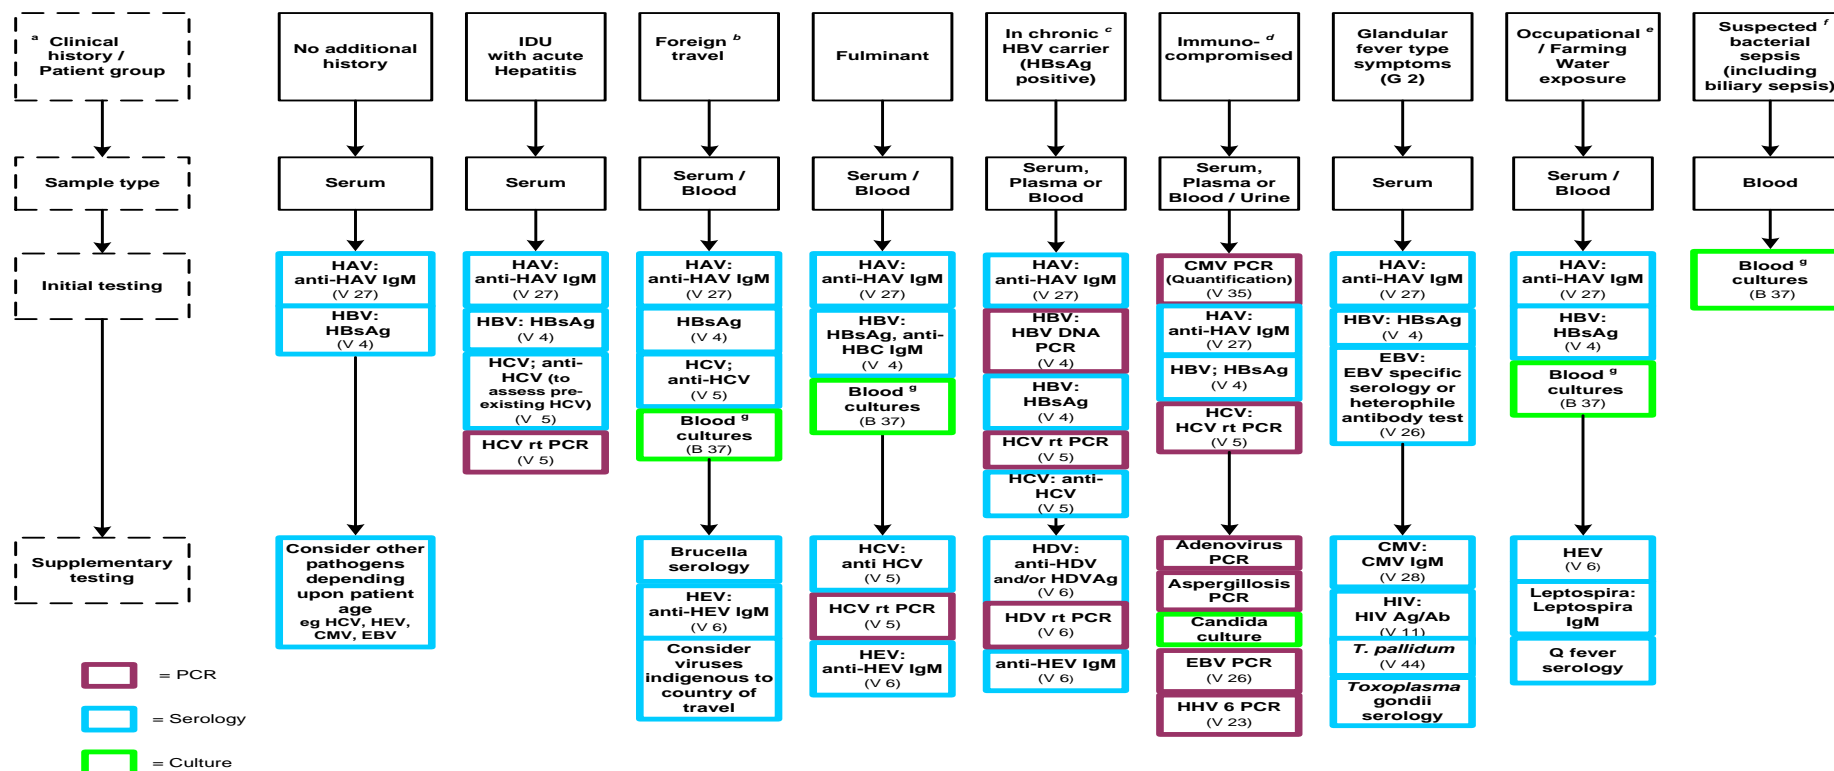 a Clinical
history /
Patient group
No additional
history
IDU
with acute
Hepatitis
Foreign b
travel
Fulminant
In chronic c
HBV carrier
(HBsAg
positive)
Immuno- d
compromised
Glandular
fever type
symptoms
(G 2)
Occupational e
/ Farming
Water
exposure
Suspected f
bacterial
sepsis
(including
biliary sepsis)
Sample type
Serum
Serum
Serum /
Blood
Serum /
Blood
Serum,
Plasma or
Blood
Serum,
Plasma or
Blood / Urine
Serum
Serum /
Blood
Blood
Initial testing
HAV:
anti-HAV IgM
(V 27)
HBV:
HBsAg
(V 4)
HAV:
anti-HAV IgM
(V 27)
HBV: HBsAg
(V 4)
HCV; anti-
HCV (to
assess pre-
existing HCV)
(V 5)
HCV rt PCR
(V 5)
HAV:
anti-HAV IgM
(V 27)
HBsAg
(V 4)
HCV;
anti-HCV
(V 5)
Blood g
cultures
(B 37)
HAV:
anti-HAV IgM
(V 27)
HBV:
HBsAg, anti-
HBC IgM
(V 4)
Blood g
cultures
(B 37)
HAV:
anti-HAV IgM
(V 27)
HBV:
HBV DNA
PCR
(V 4)
HBV:
HBsAg
(V 4)
HCV rt PCR
(V 5)
HCV: anti-
HCV
(V 5)
CMV PCR
(Quantification)
(V 35)
HAV:
anti-HAV IgM
(V 27)
HBV; HBsAg
(V 4)
HCV:
HCV rt PCR
(V 5)
HAV:
anti-HAV IgM
(V 27)
HBV: HBsAg
(V 4)
EBV:
EBV specific
serology or
heterophile
antibody test
(V 26)
HAV:
anti-HAV IgM
(V 27)
HBV:
HBsAg
(V 4)
Blood g
cultures
(B 37)
Blood g
cultures
(B 37)
Supplementary
testing
Consider other
pathogens
depending
upon patient
age
eg HCV, HEV,
CMV, EBV
Brucella
serology
HEV:
anti-HEV IgM
(V 6)
Consider
viruses
indigenous to
country of
travel
HCV:
anti HCV
(V 5)
HCV rt PCR
(V 5)
HEV:
anti-HEV IgM
(V 6)
HDV:
anti-HDV
and/or HDVAg
(V 6)
HDV rt PCR
(V 6)
anti-HEV IgM
(V 6)
Adenovirus
PCR
Aspergillosis
PCR
Candida
culture
EBV PCR
(V 26)
HHV 6 PCR
(V 23)
CMV:
CMV IgM
(V 28)
HIV:
HIV Ag/Ab
(V 11)
T. pallidum
(V 44)
Toxoplasma
gondii
serology
HEV
(V 6)
Leptospira:
Leptospira
IgM
Q fever
serology
= PCR
= Serology
= Culture